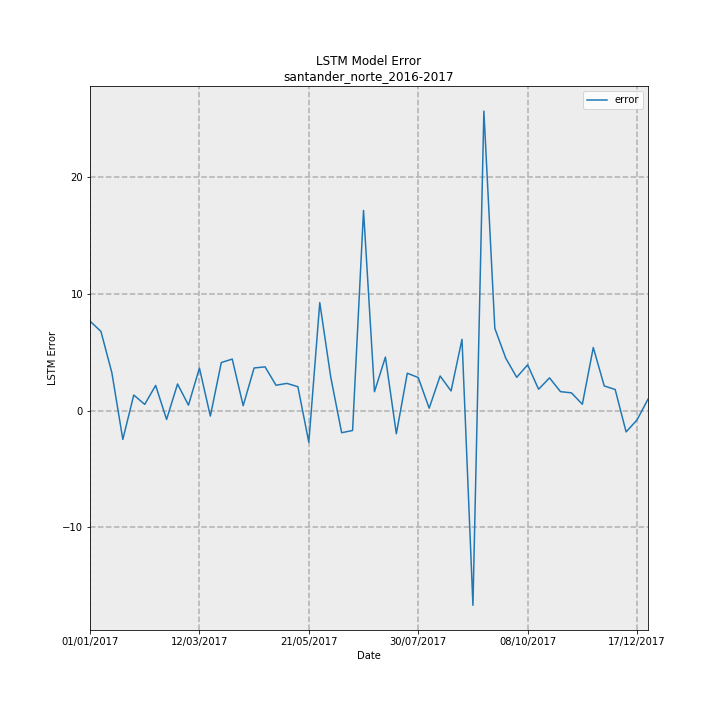 LSTM Model Error
santander_norte_2016-2017
error
20
10
0
−10
LSTM Error
01/01/2017 12/03/2017 21/05/2017 30/07/2017 08/10/2017 17/12/2017
Date